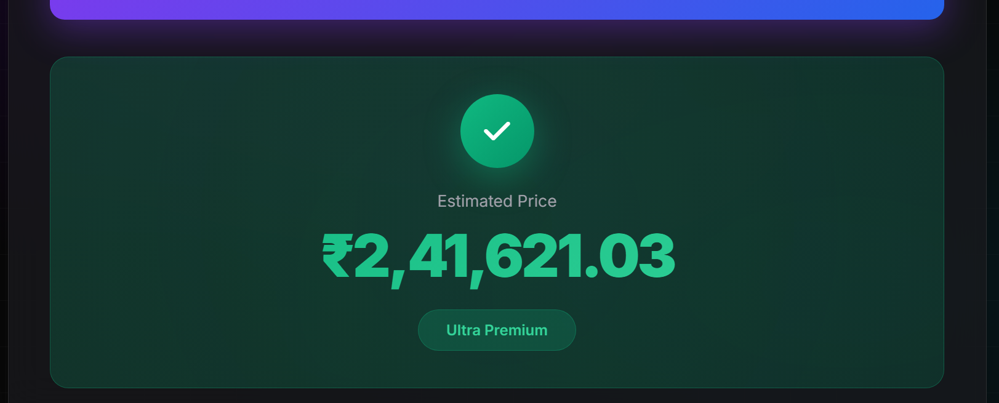 Estimated Price
₹2,41,621.03
Ultra Premium